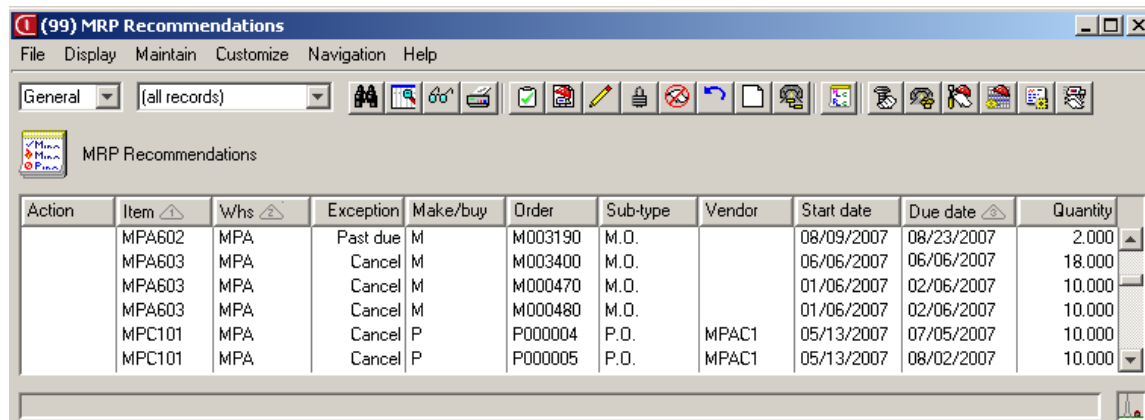 (99) MRP Recommendations
File Display Maintain Customize Navigation Help
General (all records)
MRP Recommendations
Action Item 1 Whs 2 Exception Make/buy Order Sub-type Vendor Start date Due date 3 Quantity
MPA602 MPA Past due M M003190 M.O. 08/09/2007 08/23/2007 2.000
MPA603 MPA Cancel M M003400 M.O. 06/06/2007 06/06/2007 18.000
MPA603 MPA Cancel M M000470 M.O. 01/06/2007 02/06/2007 10.000
MPA603 MPA Cancel M M000480 M.O. 01/06/2007 02/06/2007 10.000
MPC101 MPA Cancel P P000004 P.O. MPAC1 05/13/2007 07/05/2007 10.000
MPC101 MPA Cancel P P000005 P.O. MPAC1 05/13/2007 08/02/2007 10.000